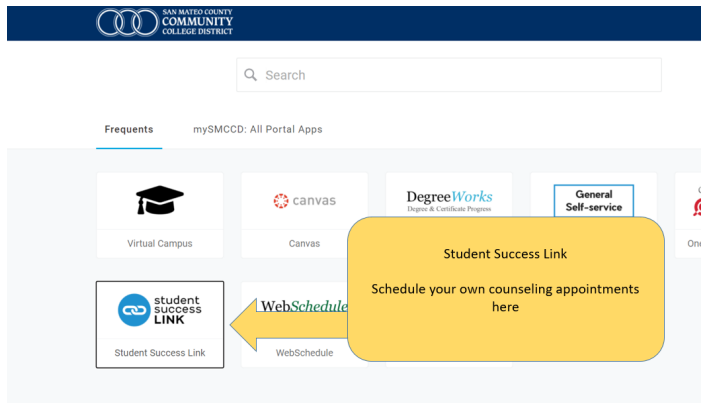 SAN MATEO COUNTY
COMMUNITY
COLLEGE DISTRICT
Search
Frequents mySMCCD: All Portal Apps
canvas
DegreeWorks
Degree & Certificate Progress
General
Self-service
Virtual Campus
Canvas
One
Student Success Link
Schedule your own counseling appointments
here
student
success
LINK
WebSchedule
Student Success Link
WebSchedule